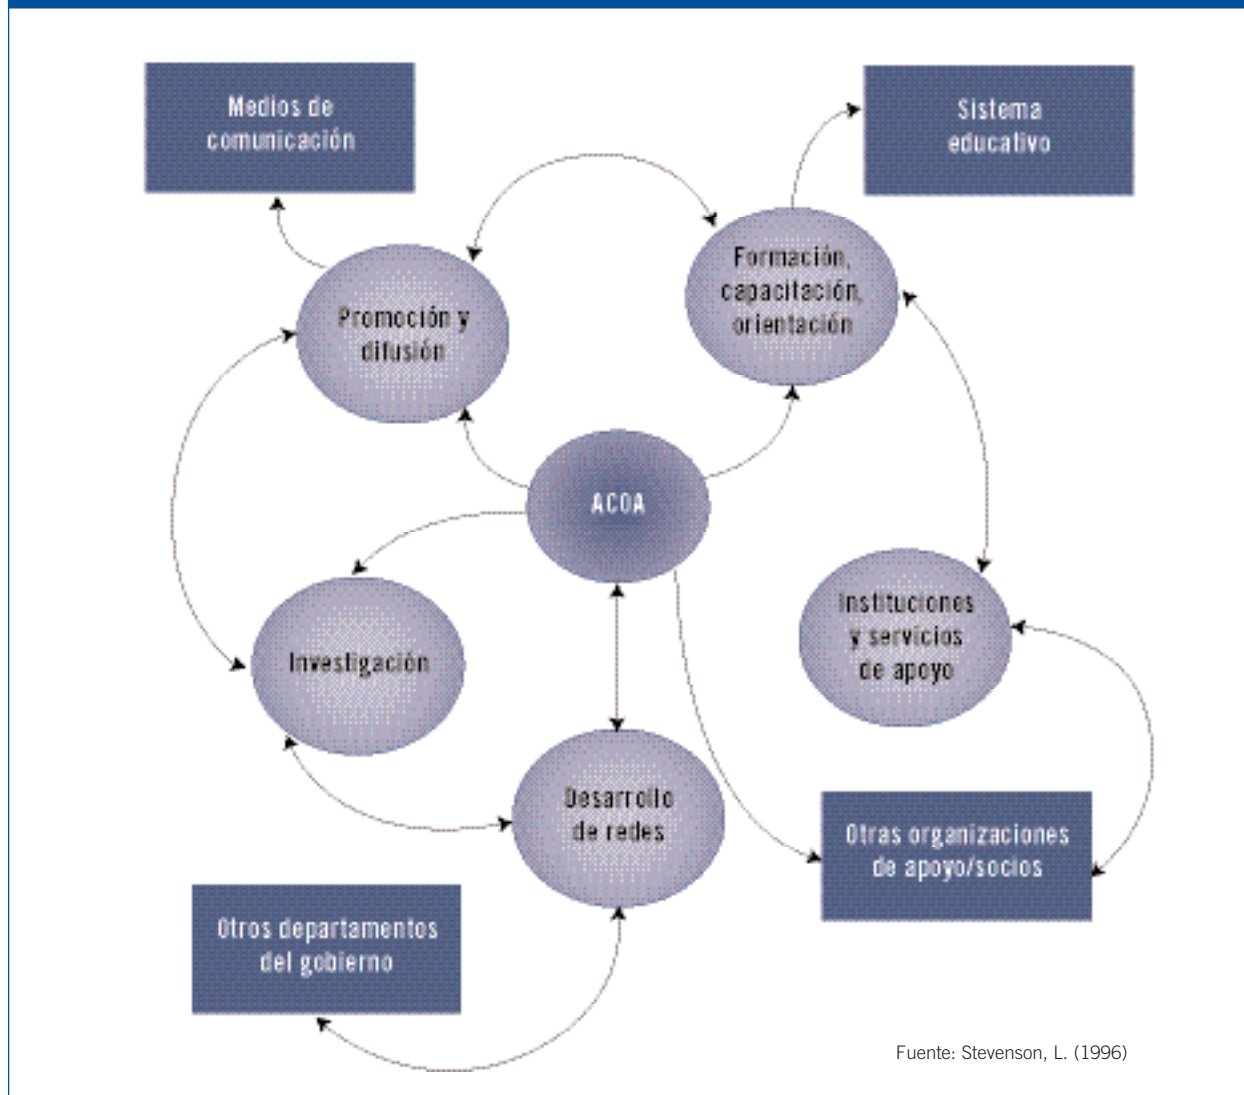 Medios de
comunicación
Sistema
educativo
Formación,
capacitación,
orientación
Promoción y
difusión
ACOA
Instituciones
y servicios
de apoyo
Investigación
Desarrollo
de redes
Otras organizaciones
de apoyo/socios
Otros departamentos
del gobierno
Fuente: Stevenson, L. (1996)